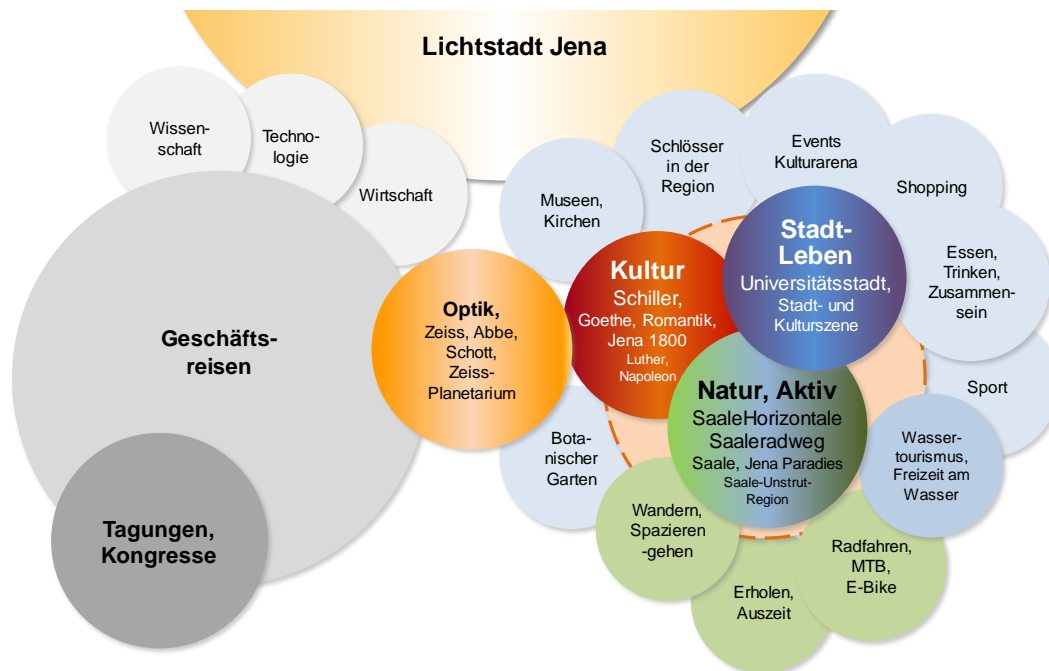 Lichtstadt Jena
Wissen-
schaft
Techno-
logie
Wirtschaft
Museen,
Kirchen
Schlösser
in der
Region
Events
Kulturarena
Shopping
Essen,
Trinken,
Zusammen-
sein
Sport
Geschäfts-
reisen
Tagungen,
Kongresse
Optik,
Zeiss, Abbe,
Schott,
Zeiss-
Planetarium
Kultur
Schiller,
Goethe, Romantik,
Jena 1800
Luther,
Napoleon
Stadt-
Leben
Universitätsstadt,
Stadt- und
Kulturszene
Natur, Aktiv
SaaleHorizontale
Saaleradweg
Saale, Jena Paradies
Saale-Unstrut-
Region
Bota-
nischer
Garten
Wandern,
Spazieren
-gehen
Erholen,
Auszeit
Radfahren,
MTB,
E-Bike
Wasser-
tourismus,
Freizeit am
Wasser